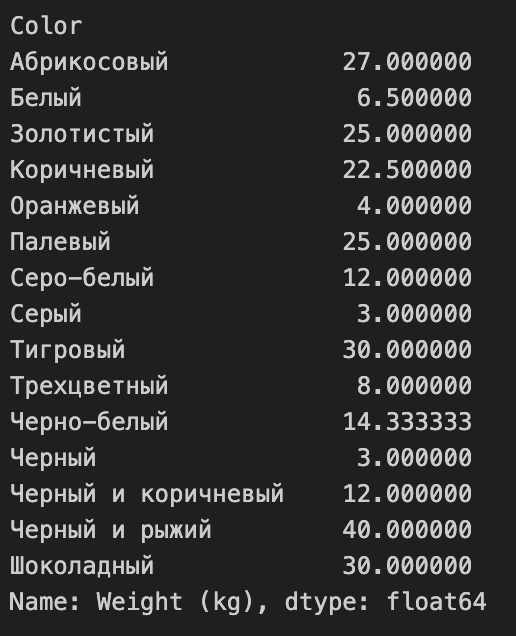 Color
Абрикосовый 27.000000
Белый 6.500000
Золотистый 25.000000
Коричневый 22.500000
Оранжевый 4.000000
Палевый 25.000000
Серо-белый 12.000000
Серый 3.000000
Тигровый 30.000000
Трехцветный 8.000000
Черно-белый 14.333333
Черный 3.000000
Черный и коричневый 12.000000
Черный и рыжий 40.000000
Шоколадный 30.000000
Name: Weight (kg), dtype: float64